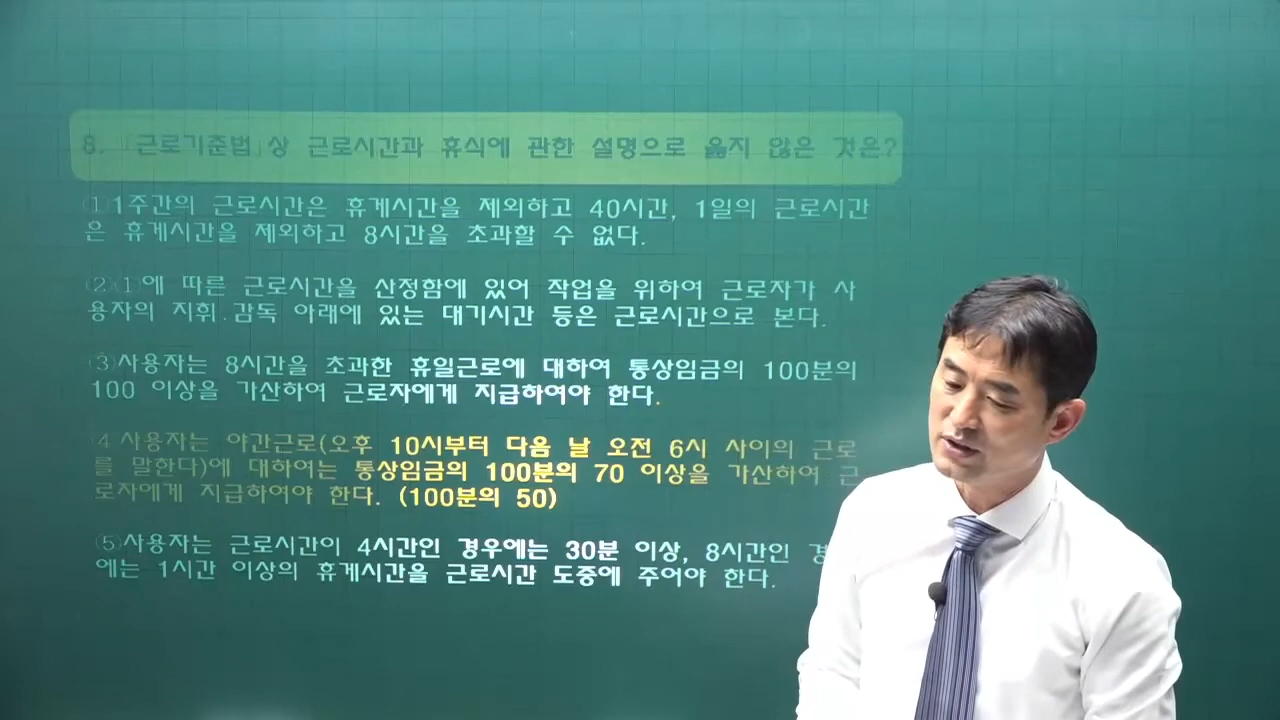 8. 「근로기준법」상 근로시간과 휴식에 관한 설명으로 옳지 않은 것은?
(1)1주간의 근로시간은 휴게시간을 제외하고 40시간, 1일의 근로시간
은 휴게시간을 제외하고 8시간을 초과할 수 없다.
(2)(1)에 따른 근로시간을 산정함에 있어 작업을 위하여 근로자가 사
용자의 지휘.감독 아래에 있는 대기시간 등은 근로시간으로 본다.
(3)사용자는 8시간을 초과한 휴일근로에 대하여 통상임금의 100분의
100 이상을 가산하여 근로자에게 지급하여야 한다.
(4 사용자는 야간근로(오후 10시부터 다음 날 오전 6시 사이의 근로
를 말한다)에 대하여는 통상임금의 100분의 70 이상을 가산하여 근
로자에게 지급하여야 한다. (100분의 50)
(5)사용자는 근로시간이 4시간인 경우에는 30분 이상, 8시간인
에는 1시간 이상의 휴게시간을 근로시간 도중에 주어야 한다.